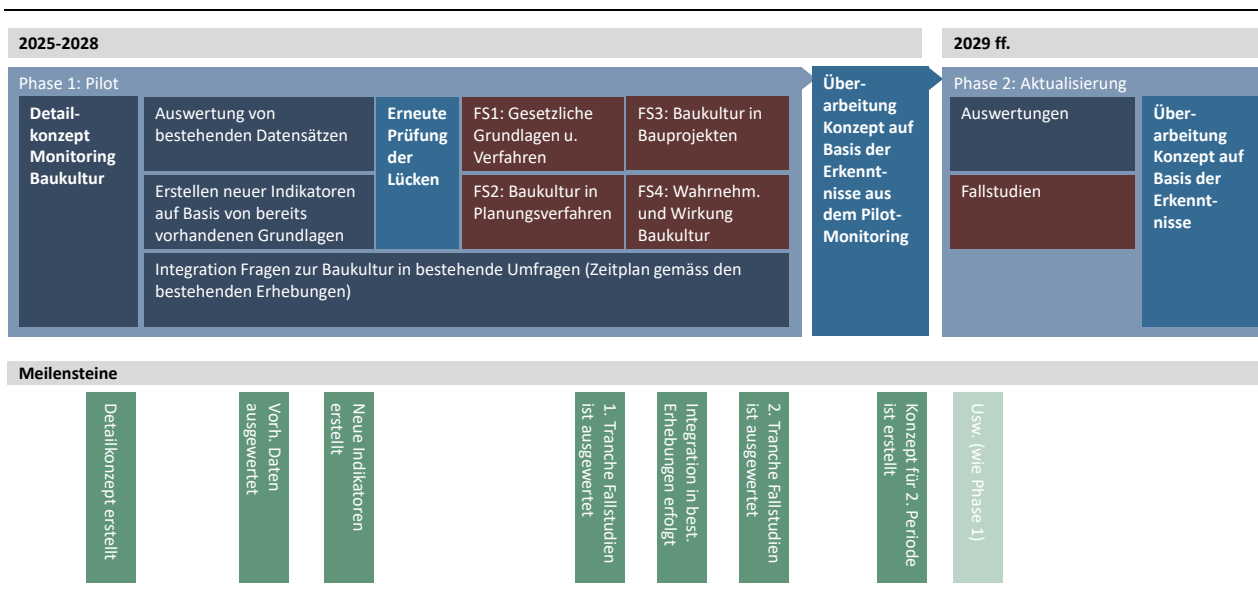 2025-2028
2029 ff.
Phase 1: Pilot
Detail-
konzept
Monitoring
Baukultur
Auswertung von
bestehenden Datensätzen
Erstellen neuer Indikatoren
auf Basis von bereits
vorhandenen Grundlagen
Erneute
Prüfung
der
Lücken
FS1: Gesetzliche
Grundlagen u.
Verfahren
FS2: Baukultur in
Planungsverfahren
FS3: Baukultur in
Bauprojekten
FS4: Wahrnehm.
und Wirkung
Baukultur
Integration Fragen zur Baukultur in bestehende Umfragen (Zeitplan gemäss den
bestehenden Erhebungen)
Über-
arbeitung
Konzept auf
Basis der
Erkennt-
nisse aus
dem Pilot-
Monitoring
Phase 2: Aktualisierung
Auswertungen
Fallstudien
Über-
arbeitung
Konzept auf
Basis der
Erkennt-
nisse
Meilensteine
Detailkonzept erstellt
Vorh. Daten
ausgewertet
Neue Indikatoren
erstellt
1. Tranche Fallstudien
ist ausgewertet
Integration in best.
Erhebungen erfolgt
2. Tranche Fallstudien
ist ausgewertet
Konzept für 2. Periode
ist erstellt
Usw. (wie Phase 1)